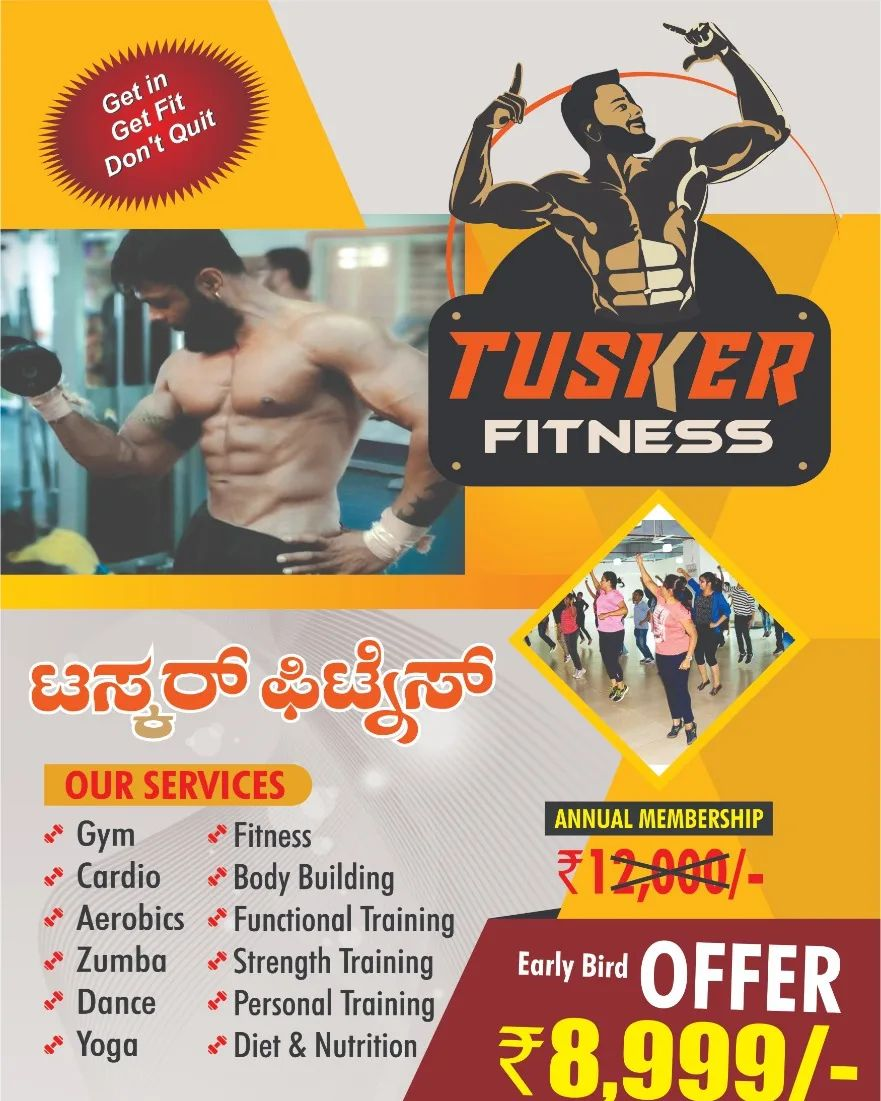 Get in
Get Fit
Don't Quit
TUSKER
FITNESS
ಟಸ್ಕರ್ ಫಿಟ್ನೆಸ್
OUR SERVICES
Gym
Cardio
Aerobics
Zumba
Dance
Yoga
Fitness
Body Building
Functional Training
Strength Training
Personal Training
Diet & Nutrition
ANNUAL MEMBERSHIP
₹12,000/-
Early Bird OFFER
₹8,999/-